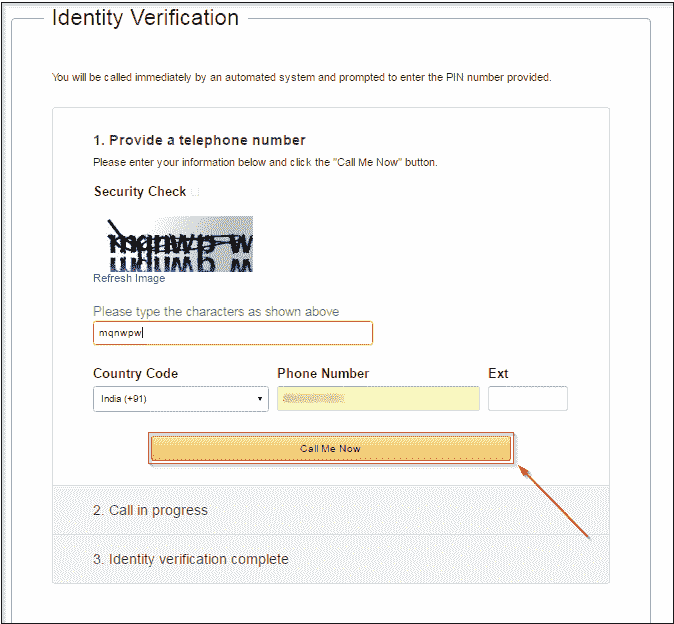 Identity Verification
You will be called immediately by an automated system and prompted to enter the PIN number provided.
1. Provide a telephone number
Please enter your information below and click the "Call Me Now" button.
Security Check
mqnwp w
Refresh Image
Please type the characters as shown above
mqnwpw
Country Code Phone Number Ext
India (+91)
Call Me Now
2. Call in progress
3. Identity verification complete